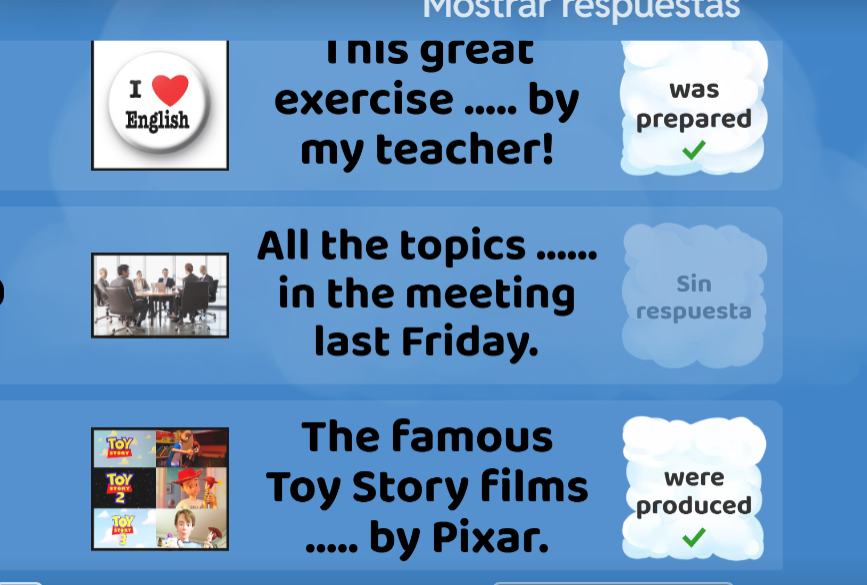 Mostrar respuestas
This great
exercise ..... by
my teacher!
I ❤ English
was
prepared
✓
All the topics ......
in the meeting
last Friday.
Sin
respuesta
The famous
Toy Story films
..... by Pixar.
TOY
STORY
TOY
STORY
2
TOY
STORY
3
were
produced
✓